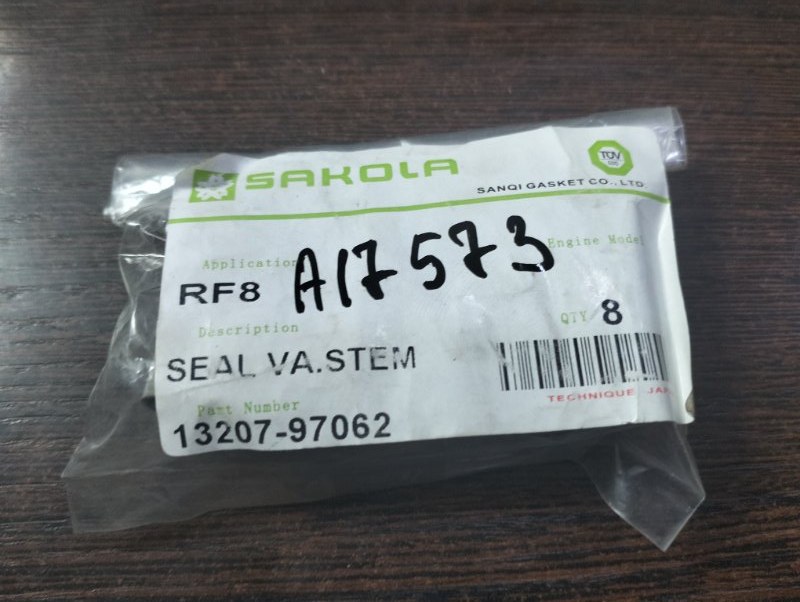 SAKOLA
TÜV
SANQI GASKET CO., LTD
Application
Engine Model
RF8
A17573
Description
QTY
8
SEAL VA.STEM
TECHNIQUE
Part Number
13207-97062